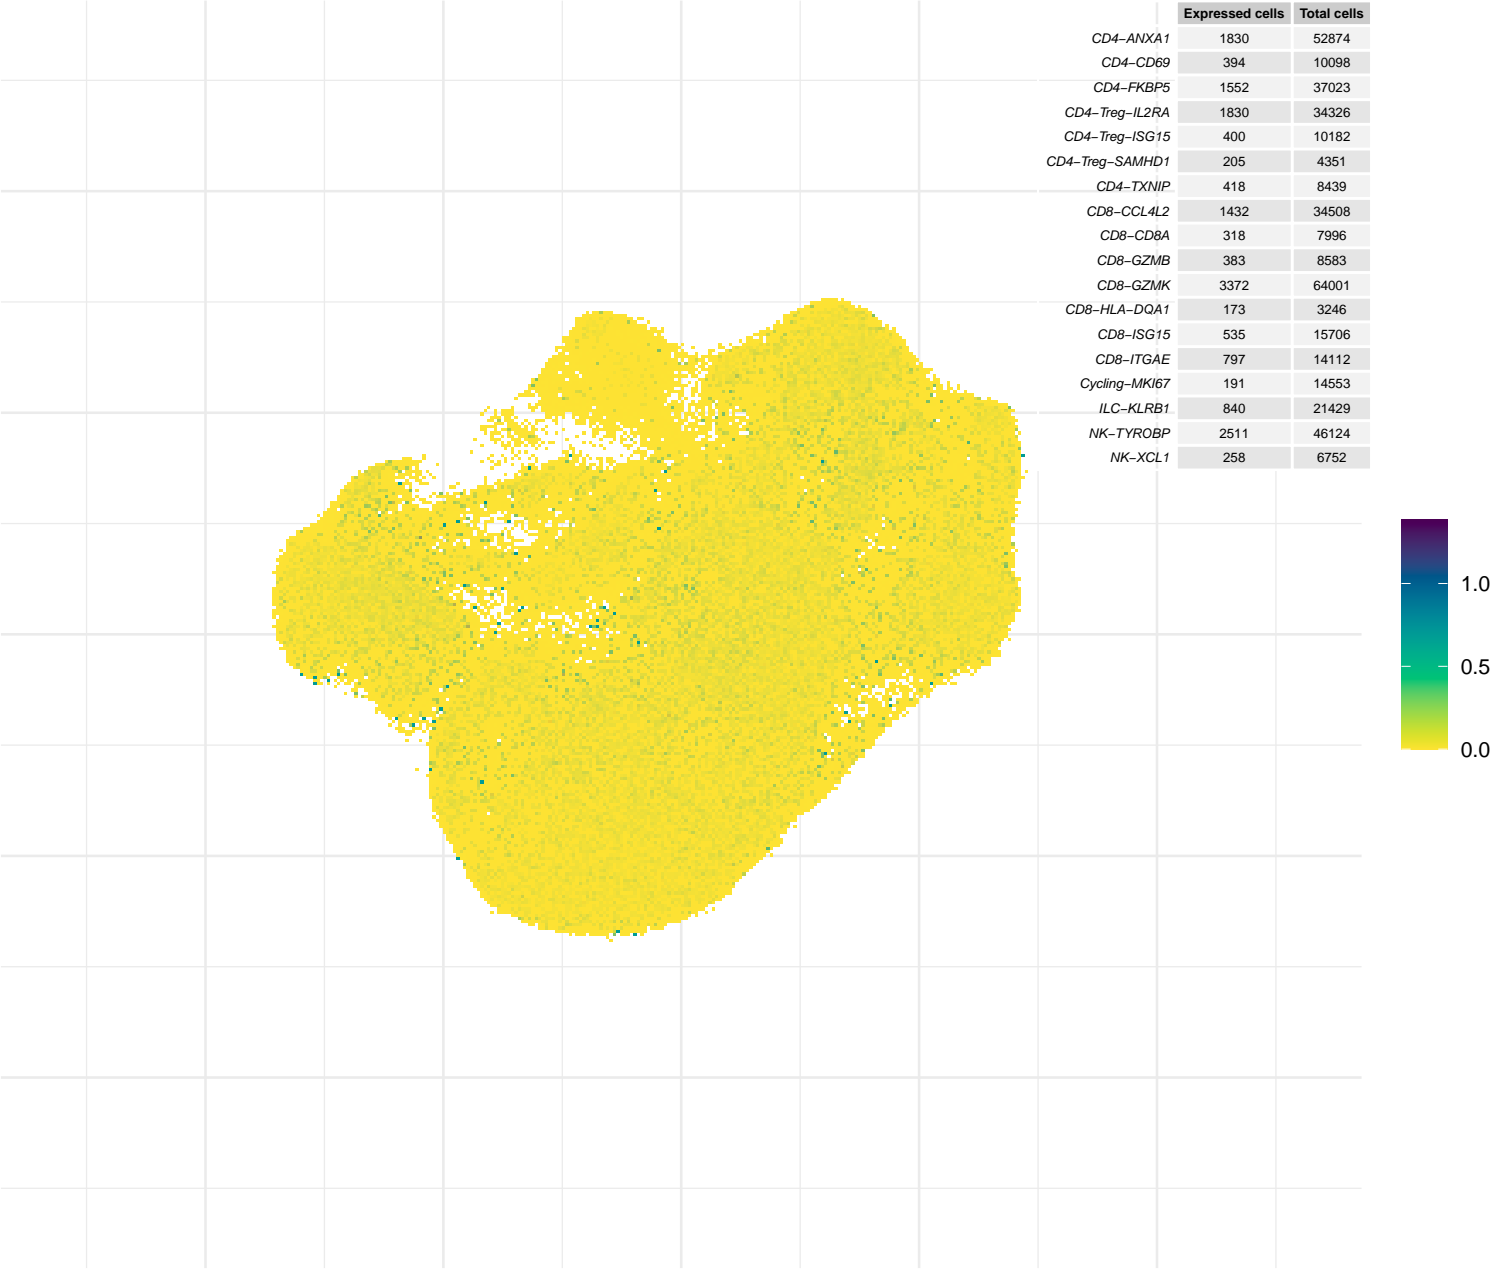 Expressed cells Total cells
CD4−ANXA1 1830 52874
CD4−CD69 394 10098
CD4−FKBP5 1552 37023
CD4−Treg−IL2RA 1830 34326
CD4−Treg−ISG15 400 10182
CD4−Treg−SAMHD1 205 4351
CD4−TXNIP 418 8439
CD8−CCL4L2 1432 34508
CD8−CD8A 318 7996
CD8−GZMB 383 8583
CD8−GZMK 3372 64001
CD8−HLA−DQA1 173 3246
CD8−ISG15 535 15706
CD8−ITGAE 797 14112
Cycling−MKI67 191 14553
ILC−KLRB1 840 21429
NK−TYROBP 2511 46124
NK−XCL1 258 6752
1.0
0.5
0.0